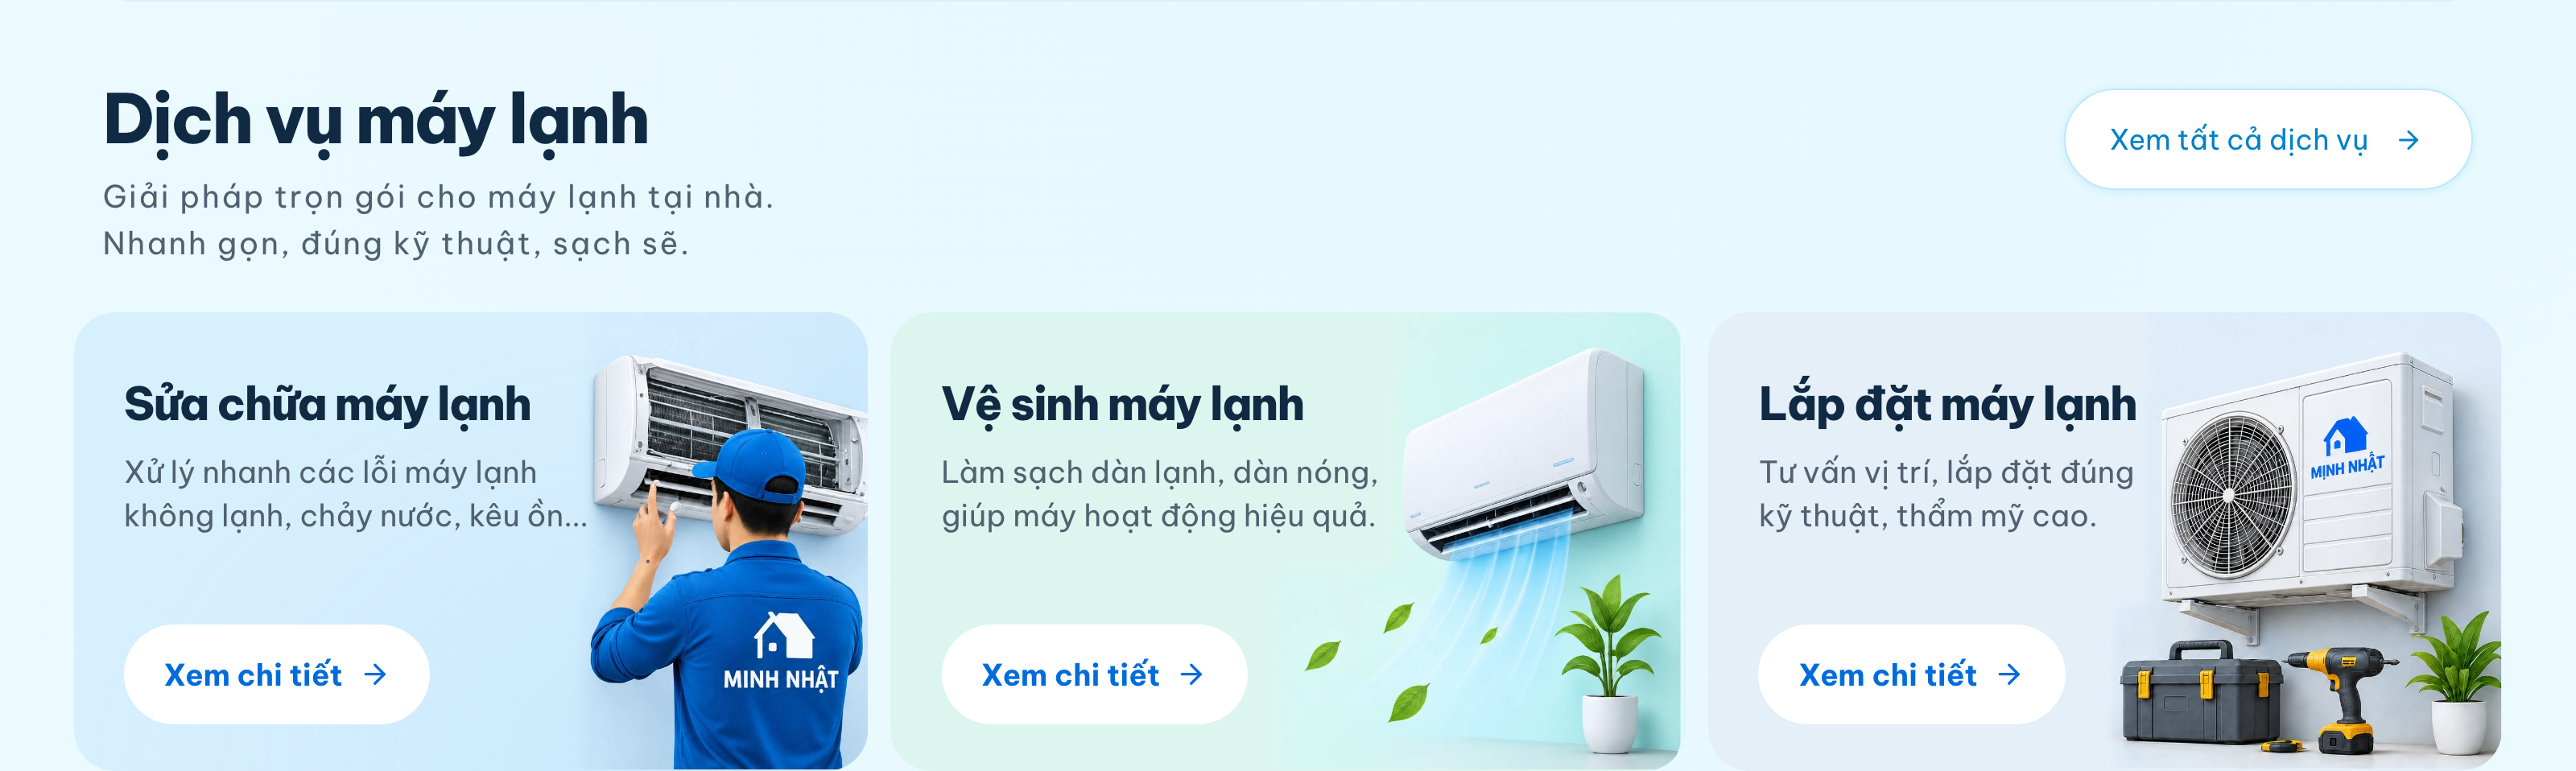 Dịch vụ máy lạnh
Xem tất cả dịch vụ →
Giải pháp trọn gói cho máy lạnh tại nhà.
Nhanh gọn, đúng kỹ thuật, sạch sẽ.
Sửa chữa máy lạnh
Xử lý nhanh các lỗi máy lạnh
không lạnh, chảy nước, kêu ồn...
Xem chi tiết →
MINH NHẬT
Vệ sinh máy lạnh
Làm sạch dàn lạnh, dàn nóng,
giúp máy hoạt động hiệu quả.
Xem chi tiết →
Lắp đặt máy lạnh
Tư vấn vị trí, lắp đặt đúng
kỹ thuật, thẩm mỹ cao.
Xem chi tiết →
MINH NHẬT